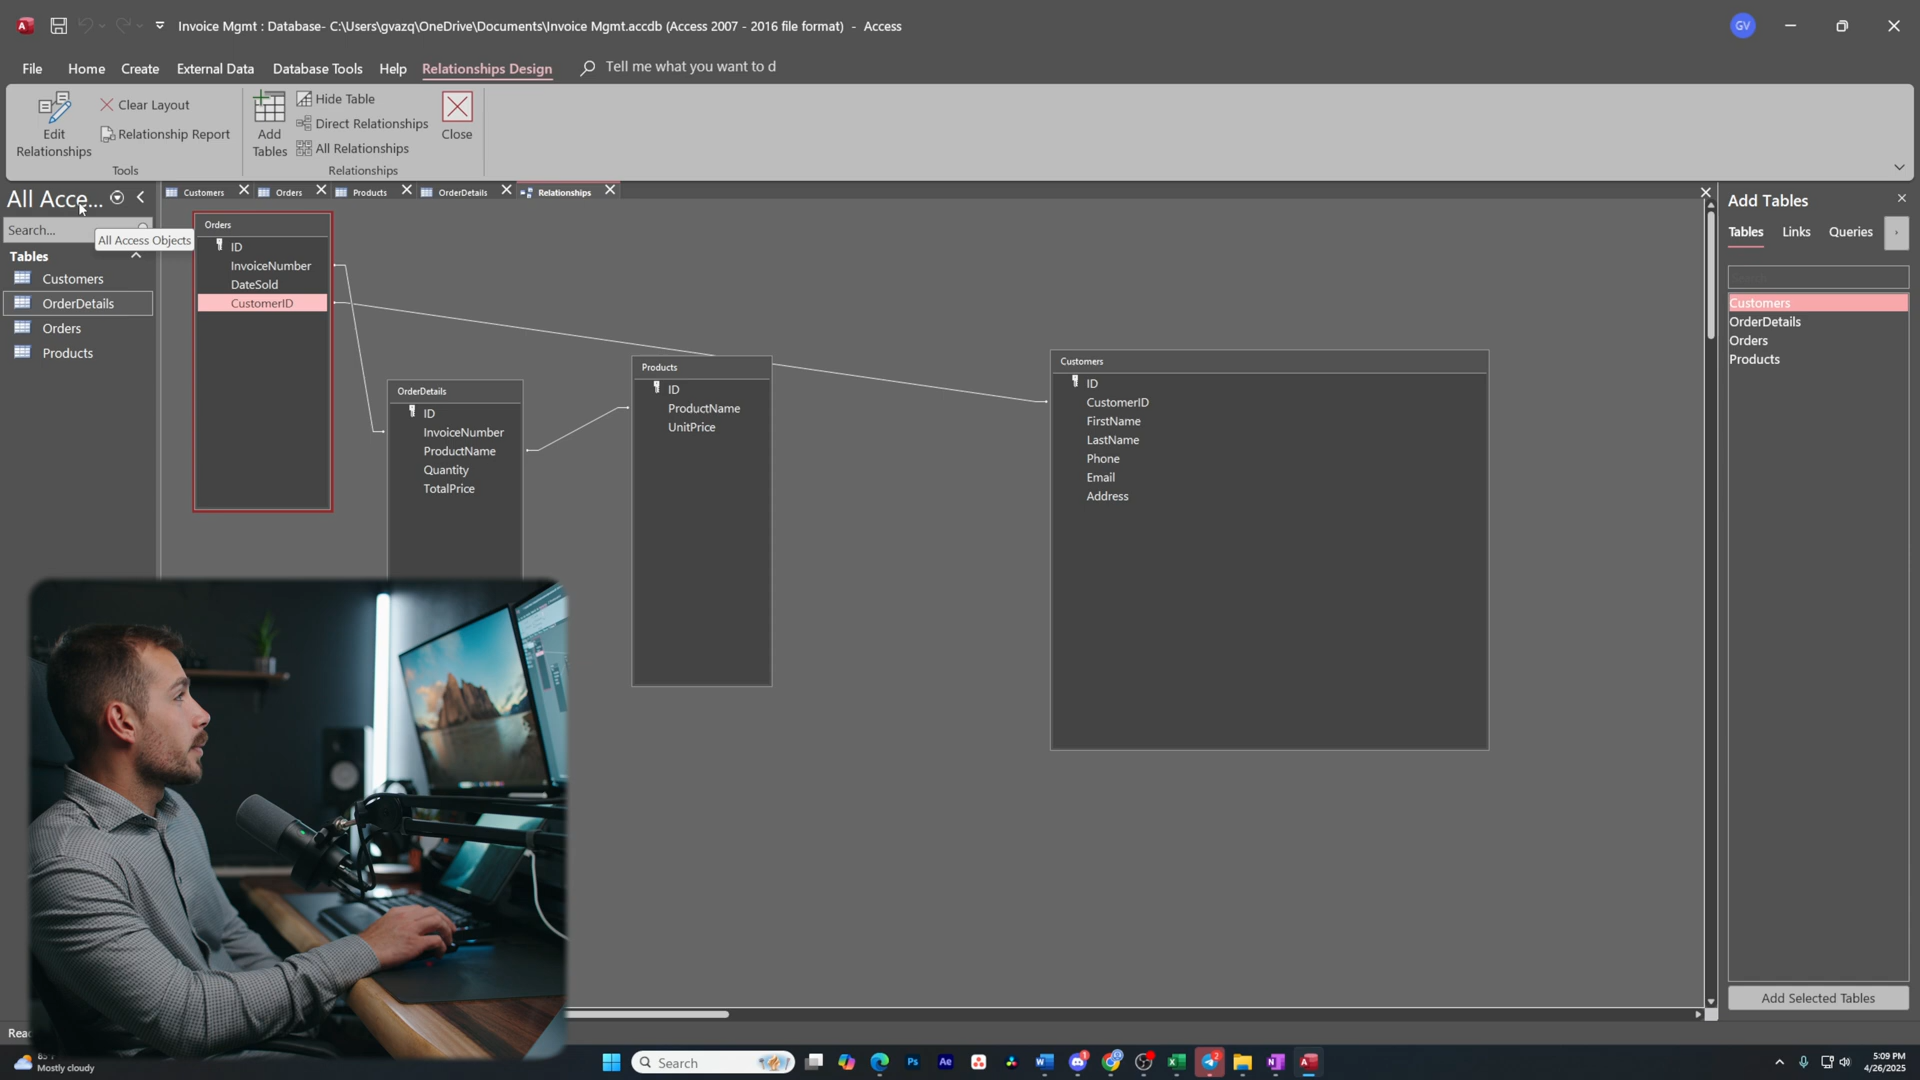 Invoice Mgmt : Database- C:\Users\gvazq\OneDrive\Documents\Invoice Mgmt.accdb (Access 2007 - 2016 file format)  -  Access
GV
File
Home
Create
External Data
Database Tools
Help
Relationships Design
Tell me what you want to d
Edit
Relationships
Clear Layout
Relationship Report
Tools
Add
Tables
Hide Table
Direct Relationships
All Relationships
Close
Relationships
All Acce...
Search...
All Access Objects
Tables
Customers
OrderDetails
Orders
Products
Customers
Orders
Products
OrderDetails
Relationships
Orders
ID
InvoiceNumber
DateSold
CustomerID
OrderDetails
ID
InvoiceNumber
ProductName
Quantity
TotalPrice
Products
ID
ProductName
UnitPrice
Customers
ID
CustomerID
FirstName
LastName
Phone
Email
Address
Add Tables
Tables
Links
Queries
Customers
OrderDetails
Orders
Products
Add Selected Tables
Mostly cloudy
Search
Ps
Ae
5:09 PM
4/26/2025